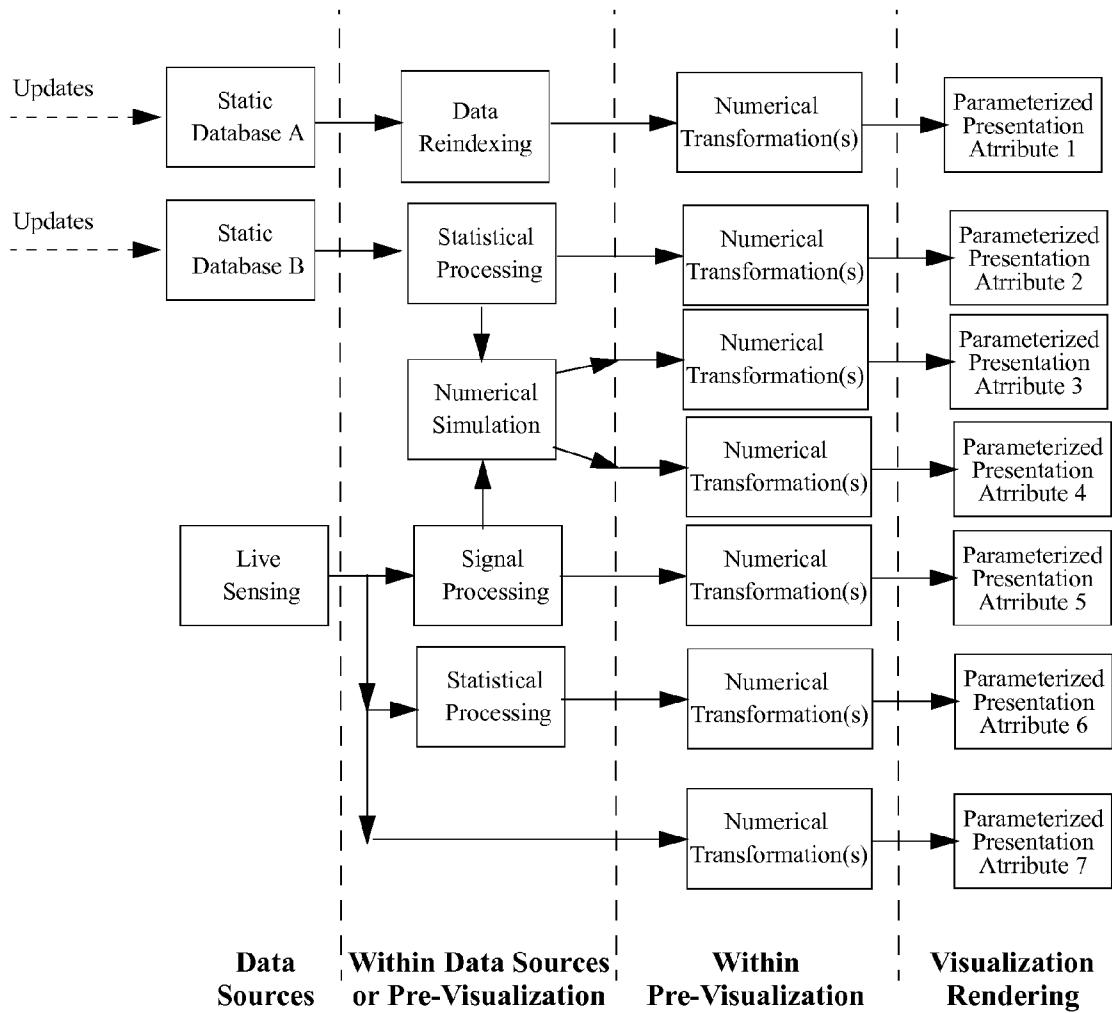 Updates
Static
Database A
Data
Reindexing
Numerical
Transformation(s)
Parameterized
Presentation
Atrribute 1
Updates
Static
Database B
Statistical
Processing
Numerical
Transformation(s)
Parameterized
Presentation
Atrribute 2
Numerical
Simulation
Numerical
Transformation(s)
Parameterized
Presentation
Atrribute 3
Numerical
Transformation(s)
Parameterized
Presentation
Atrribute 4
Live
Sensing
Signal
Processing
Numerical
Transformation(s)
Parameterized
Presentation
Atrribute 5
Statistical
Processing
Numerical
Transformation(s)
Parameterized
Presentation
Atrribute 6
Numerical
Transformation(s)
Parameterized
Presentation
Atrribute 7
Data
Sources
Within Data Sources
or Pre-Visualization
Within
Pre-Visualization
Visualization
Rendering